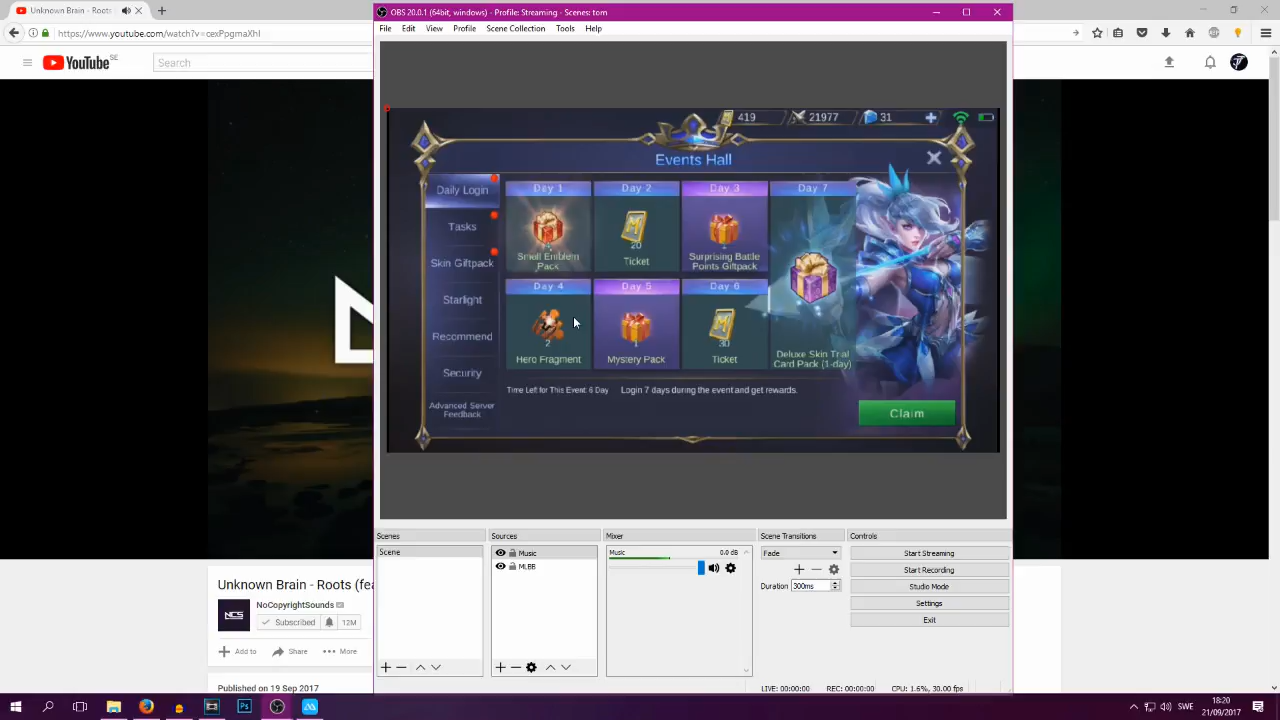 Unknown Brain - Roots
https://www.youtube.com/watch?v=cexPpgmaXhI
YouTube SE
Search
OBS 20.0.1 (64bit, windows) - Profile: Streaming - Scenes: tom
File Edit View Profile Scene Collection Tools Help
419 21977 31
Events Hall
Daily Login
Tasks
Skin Giftpack
Starlight
Recommend
Security
Advanced Server
Feedback
Day 1 Day 2 Day 3 Day 7
Small Emblem
Pack
20
Ticket
1
Surprising Battle
Points Giftpack
Day 4 Day 5 Day 6
2
Hero Fragment
1
Mystery Pack
30
Ticket
Deluxe Skin Trial
Card Pack (1-day)
Time Left for This Event: 6 Day Login 7 days during the event and get rewards.
Claim
Scenes
Scene
Sources
Music
MLBB
Mixer
Music 0.0 dB
Scene Transitions
Fade
Duration 300ms
Controls
Start Streaming
Start Recording
Studio Mode
Settings
Exit
LIVE: 00:00:00 REC: 00:00:00 CPU: 1.6%, 30.00 fps
Unknown Brain - Roots (fea
NCS
NoCopyrightSounds
Subscribed 12M
Add to Share More
Published on 19 Sep 2017
Ps
SWE
18:20
21/09/2017